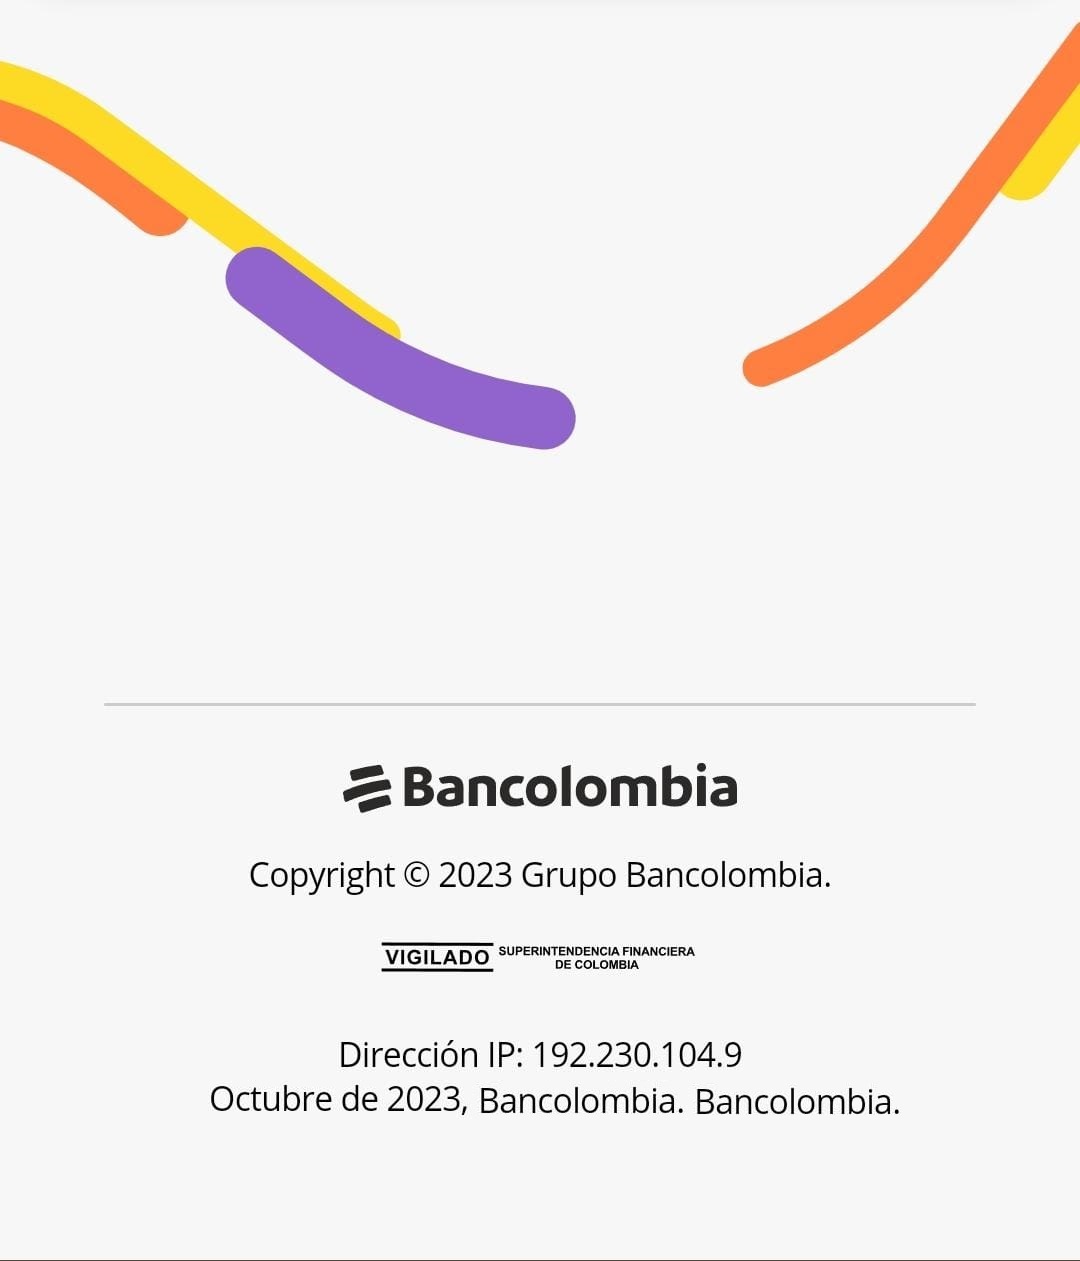 Bancolombia
Copyright © 2023 Grupo Bancolombia.
VIGILADO SUPERINTENDENCIA FINANCIERA
DE COLOMBIA
Dirección IP: 192.230.104.9
Octubre de 2023, Bancolombia. Bancolombia.